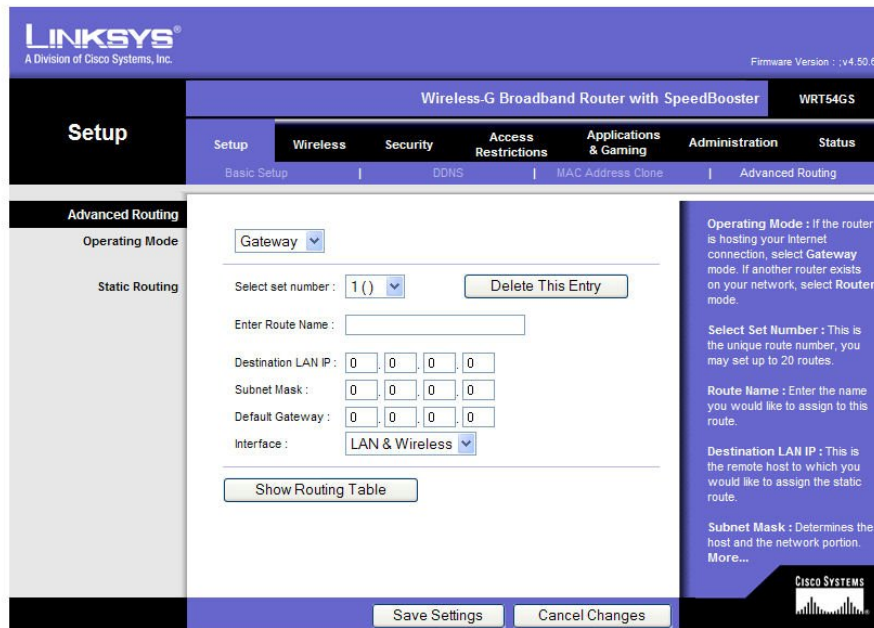 LINKSYS®
A Division of Cisco Systems, Inc.
Firmware Version : ;v4.50.6
Wireless-G Broadband Router with SpeedBooster
WRT54GS
Setup
Setup
Wireless
Security
Access
Restrictions
Applications
& Gaming
Administration
Status
Basic Setup | DDNS | MAC Address Clone | Advanced Routing
Advanced Routing
Operating Mode
Gateway
Static Routing
Select set number : 1 ( )
Delete This Entry
Enter Route Name :
Destination LAN IP : 0 . 0 . 0 . 0
Subnet Mask : 0 . 0 . 0 . 0
Default Gateway : 0 . 0 . 0 . 0
Interface : LAN & Wireless
Show Routing Table
Operating Mode : If the router
is hosting your Internet
connection, select Gateway
mode. If another router exists
on your network, select Router
mode.
Select Set Number : This is
the unique route number, you
may set up to 20 routes.
Route Name : Enter the name
you would like to assign to this
route.
Destination LAN IP : This is
the remote host to which you
would like to assign the static
route.
Subnet Mask : Determines the
host and the network portion.
More...
CISCO SYSTEMS
Save Settings
Cancel Changes